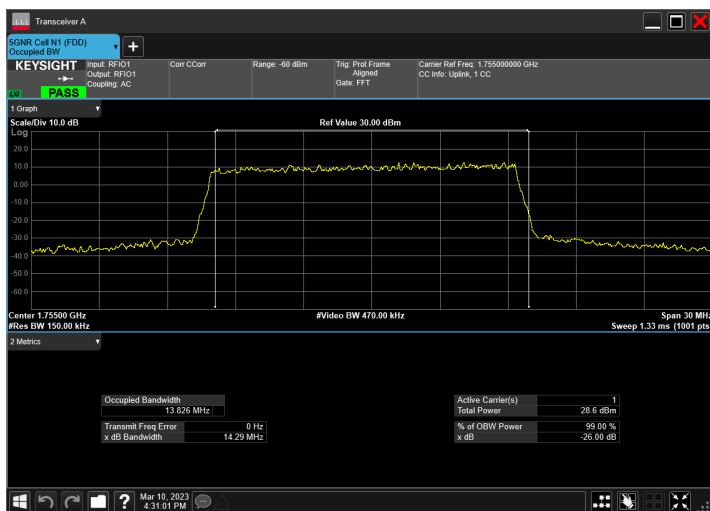 Transceiver A
5GNR Cell N1 (FDD)
Occupied BW
KEYSIGHT
LXI
PASS
Input: RFIO1
Output: RFIO1
Coupling: AC
Corr CCorr
Range: -60 dBm
Trig: Prot Frame
Aligned
Gate: FFT
Carrier Ref Freq: 1.755000000 GHz
CC Info: Uplink, 1 CC
1 Graph
Scale/Div 10.0 dB
Ref Value 30.00 dBm
Log
20.0
10.0
0.00
-10.0
-20.0
-30.0
-40.0
-50.0
-60.0
Center 1.75500 GHz
#Video BW 470.00 kHz
Span 30 MHz
#Res BW 150.00 kHz
Sweep 1.33 ms (1001 pts
2 Metrics
Occupied Bandwidth
13.826 MHz
Transmit Freq Error 0 Hz
x dB Bandwidth 14.29 MHz
Active Carrier(s) 1
Total Power 28.6 dBm
% of OBW Power 99.00 %
x dB -26.00 dB
?
Mar 10, 2023
4:31:01 PM